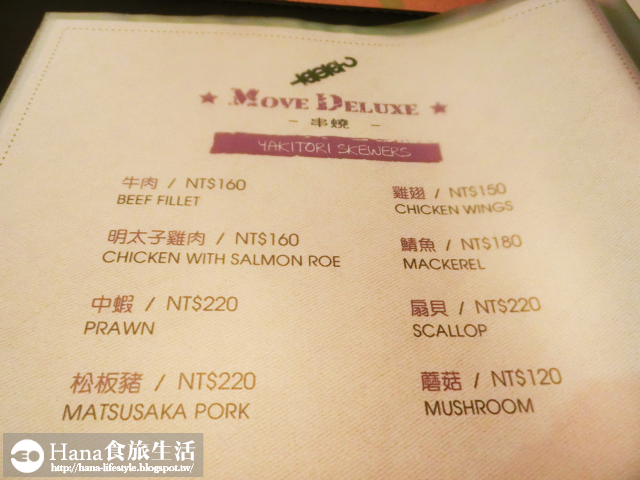 MOVE DELUXE
- 串燒 -
YAKITORI SKEWERS
牛肉 / NT$160
BEEF FILLET
明太子雞肉 / NT$160
CHICKEN WITH SALMON ROE
中蝦 / NT$220
PRAWN
松板豬 / NT$220
MATSUSAKA PORK
雞翅 / NT$150
CHICKEN WINGS
鯖魚 / NT$180
MACKEREL
扇貝 / NT$220
SCALLOP
蘑菇 / NT$120
MUSHROOM
Hana食旅生活
http://hana-lifestyle.blogspot.tw/